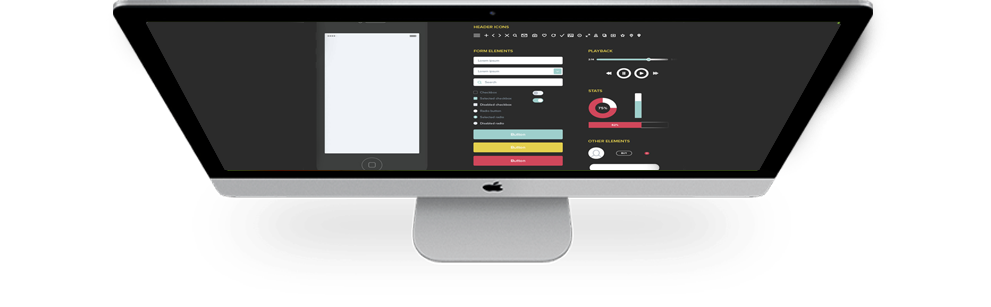 HEADER ICONS
FORM ELEMENTS
Lorem ipsum
Lorem ipsum
Search
Checkbox
Selected checkbox
Disabled checkbox
Radio button
Selected radio
Disabled radio
Button
Button
Button
PLAYBACK
STATS
75%
OTHER ELEMENTS